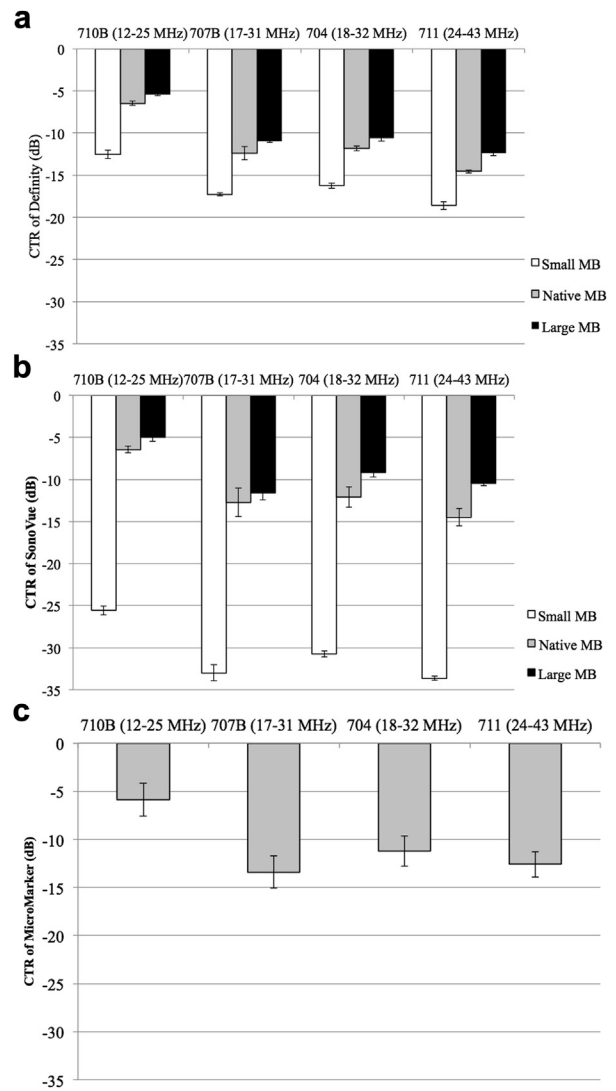 a
710B (12-25 MHz) 707B (17-31 MHz) 704 (18-32 MHz) 711 (24-43 MHz)
0
-5
-10
-15
-20
-25
-30
-35
CTR of Definity (dB)
Small MB
Native MB
Large MB
b
710B (12-25 MHz) 707B (17-31 MHz) 704 (18-32 MHz) 711 (24-43 MHz)
0
-5
-10
-15
-20
-25
-30
-35
CTR of SonoVue (dB)
Small MB
Native MB
Large MB
c
710B (12-25 MHz) 707B (17-31 MHz) 704 (18-32 MHz) 711 (24-43 MHz)
0
-5
-10
-15
-20
-25
-30
-35
CTR of MicroMarker (dB)